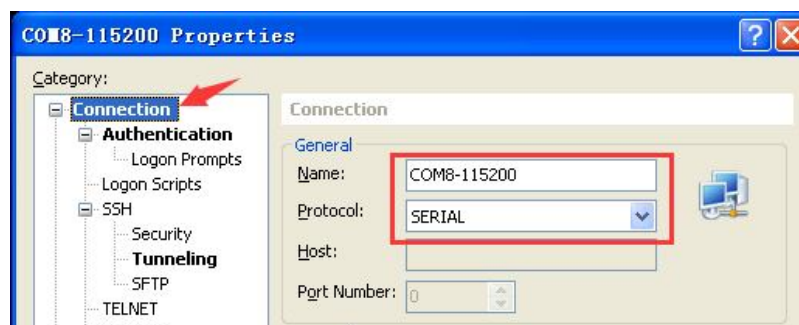 COM8-115200 Properties
Category:
Connection
Authentication
Logon Prompts
Logon Scripts
SSH
Security
Tunneling
SFTP
TELNET
Connection
General
Name: COM8-115200
Protocol: SERIAL
Host:
Port Number: 0